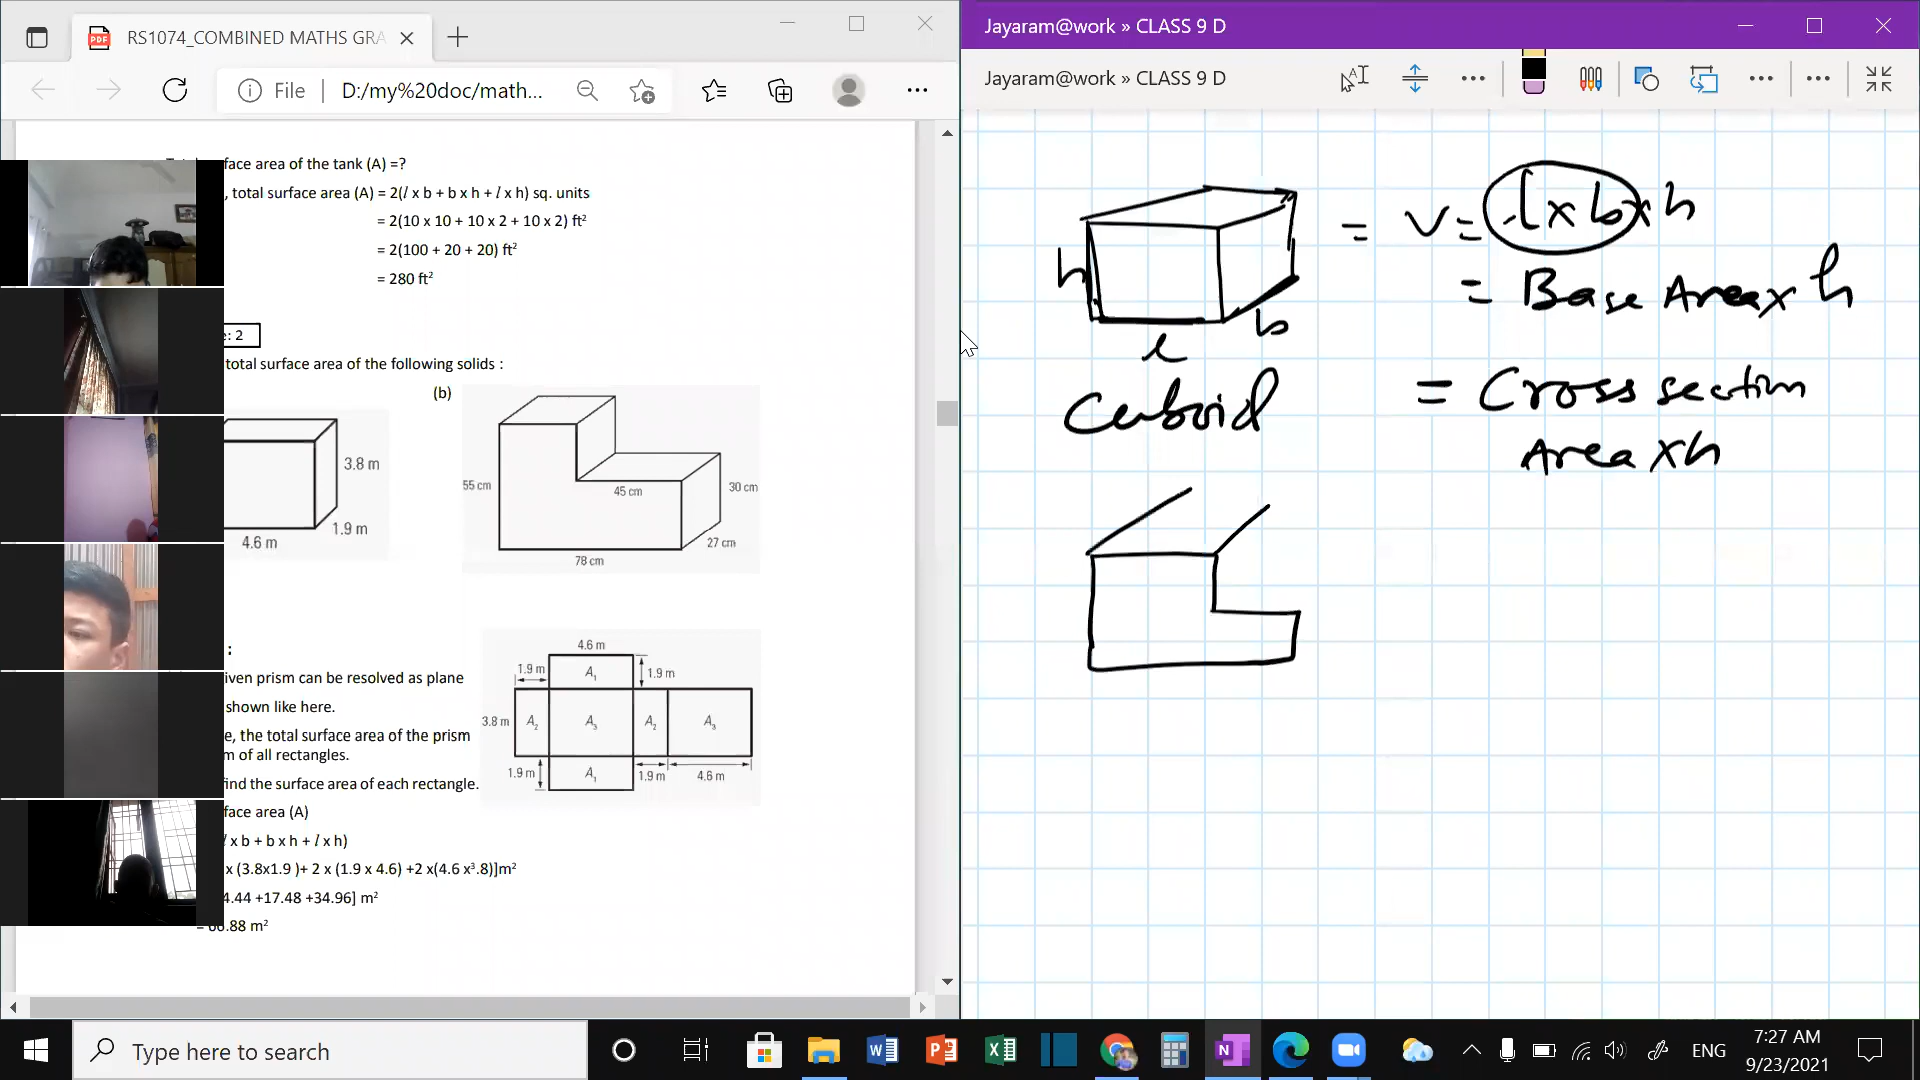 RS1074_COMBINED MATHS GRA
File
D:/my%20doc/math...
face area of the tank (A) =?
, total surface area (A) = 2(l x b + b x h + l x h) sq. units
= 2(10 x 10 + 10 x 2 + 10 x 2) ft²
= 2(100 + 20 + 20) ft²
= 280 ft²
e: 2
total surface area of the following solids :
(b)
3.8 m
1.9 m
4.6 m
55 cm
45 cm
30 cm
27 cm
78 cm
:
iven prism can be resolved as plane
shown like here.
e, the total surface area of the prism
m of all rectangles.
find the surface area of each rectangle.
face area (A)
l x b + b x h + l x h)
x (3.8x1.9 )+ 2 x (1.9 x 4.6) +2 x(4.6 x³.8)]m²
4.44 +17.48 +34.96] m²
.88 m²
4.6 m
1.9 m
A₁
1.9 m
3.8 m
A₂
A₃
A₂
A₃
1.9 m
A₁
1.9 m
4.6 m
Jayaram@work » CLASS 9 D
Jayaram@work » CLASS 9 D
h
l
b
Cuboid
= V = l x b x h
= Base Area x h
= Cross section
Area x h
Type here to search
ENG
7:27 AM
9/23/2021